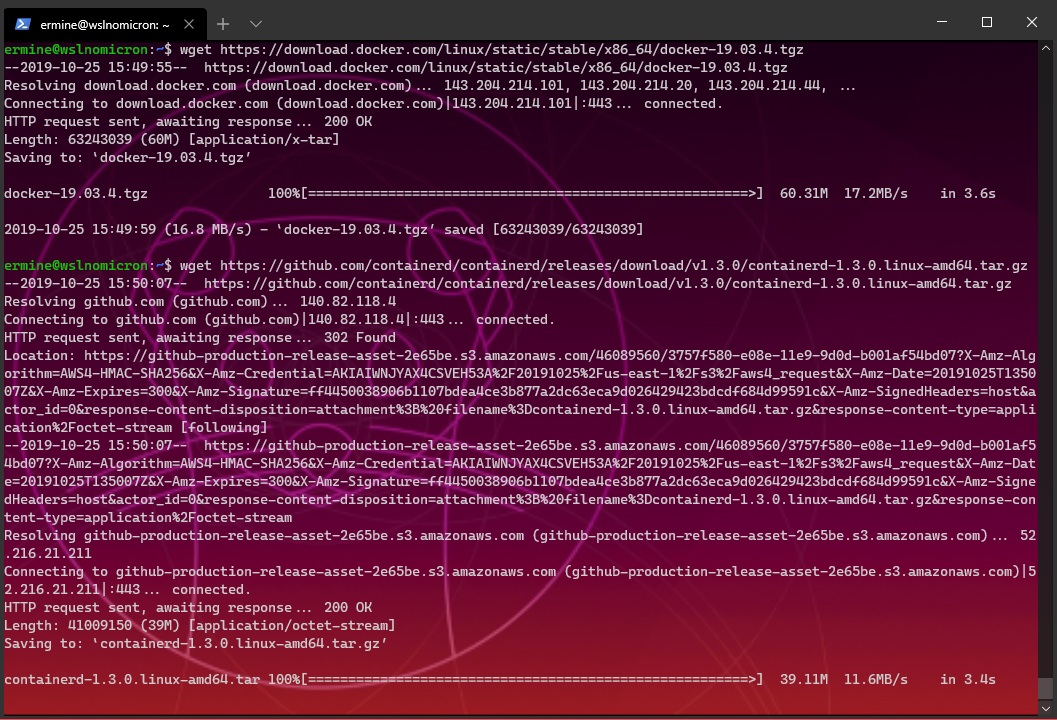 ermine@wslnomicron: ~
ermine@wslnomicron:~$ wget https://download.docker.com/linux/static/stable/x86_64/docker-19.03.4.tgz
--2019-10-25 15:49:55--  https://download.docker.com/linux/static/stable/x86_64/docker-19.03.4.tgz
Resolving download.docker.com (download.docker.com)... 143.204.214.101, 143.204.214.20, 143.204.214.44, ...
Connecting to download.docker.com (download.docker.com)|143.204.214.101|:443... connected.
HTTP request sent, awaiting response... 200 OK
Length: 63243039 (60M) [application/x-tar]
Saving to: ‘docker-19.03.4.tgz’
docker-19.03.4.tgz               100%[=======================================================>]  60.31M  17.2MB/s    in 3.6s
2019-10-25 15:49:59 (16.8 MB/s) - ‘docker-19.03.4.tgz’ saved [63243039/63243039]
ermine@wslnomicron:~$ wget https://github.com/containerd/containerd/releases/download/v1.3.0/containerd-1.3.0.linux-amd64.tar.gz
--2019-10-25 15:50:07--  https://github.com/containerd/containerd/releases/download/v1.3.0/containerd-1.3.0.linux-amd64.tar.gz
Resolving github.com (github.com)... 140.82.118.4
Connecting to github.com (github.com)|140.82.118.4|:443... connected.
HTTP request sent, awaiting response... 302 Found
Location: https://github-production-release-asset-2e65be.s3.amazonaws.com/46089560/3757f580-e08e-11e9-9d0d-b001af54bd07?X-Amz-Alg
orithm=AWS4-HMAC-SHA256&X-Amz-Credential=AKIAIWNJYAX4CSVEH53A%2F20191025%2Fus-east-1%2Fs3%2Faws4_request&X-Amz-Date=20191025T1350
07Z&X-Amz-Expires=300&X-Amz-Signature=ff4450038906b1107bdea4ce3b877a2dc63eca9d026429423bdcdf684d99591c&X-Amz-SignedHeaders=host&a
ctor_id=0&response-content-disposition=attachment%3B%20filename%3Dcontainerd-1.3.0.linux-amd64.tar.gz&response-content-type=appli
cation%2Foctet-stream [following]
--2019-10-25 15:50:07--  https://github-production-release-asset-2e65be.s3.amazonaws.com/46089560/3757f580-e08e-11e9-9d0d-b001af5
4bd07?X-Amz-Algorithm=AWS4-HMAC-SHA256&X-Amz-Credential=AKIAIWNJYAX4CSVEH53A%2F20191025%2Fus-east-1%2Fs3%2Faws4_request&X-Amz-Dat
e=20191025T135007Z&X-Amz-Expires=300&X-Amz-Signature=ff4450038906b1107bdea4ce3b877a2dc63eca9d026429423bdcdf684d99591c&X-Amz-Signe
dHeaders=host&actor_id=0&response-content-disposition=attachment%3B%20filename%3Dcontainerd-1.3.0.linux-amd64.tar.gz&response-con
tent-type=application%2Foctet-stream
Resolving github-production-release-asset-2e65be.s3.amazonaws.com (github-production-release-asset-2e65be.s3.amazonaws.com)... 52
.216.21.211
Connecting to github-production-release-asset-2e65be.s3.amazonaws.com (github-production-release-asset-2e65be.s3.amazonaws.com)|5
2.216.21.211|:443... connected.
HTTP request sent, awaiting response... 200 OK
Length: 41009150 (39M) [application/octet-stream]
Saving to: ‘containerd-1.3.0.linux-amd64.tar.gz’
containerd-1.3.0.linux-amd64.tar 100%[=======================================================>]  39.11M  11.6MB/s    in 3.4s